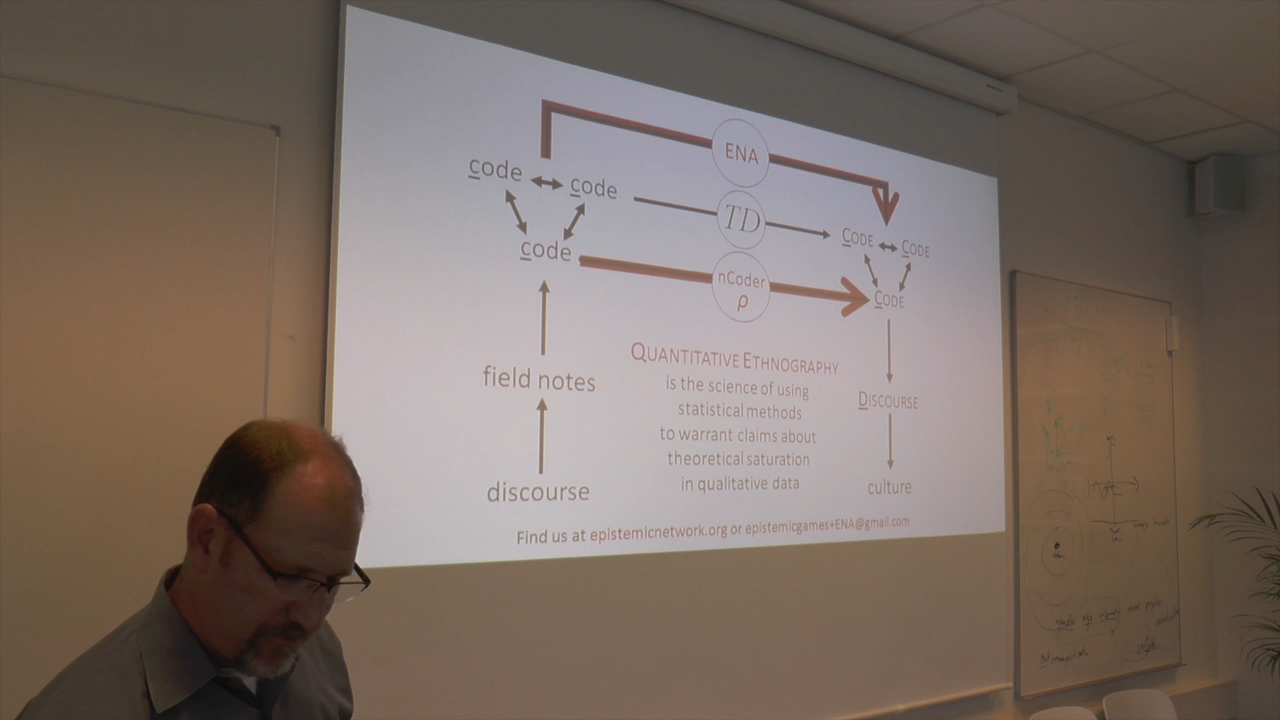 ENA
code
code
TD
code
nCoder
ρ
CODE
CODE
CODE
QUANTITATIVE ETHNOGRAPHY
is the science of using
statistical methods
to warrant claims about
theoretical saturation
in qualitative data
field notes
discourse
DISCOURSE
culture
Find us at epistemicnetwork.org or epistemicgames+ENA@gmail.com